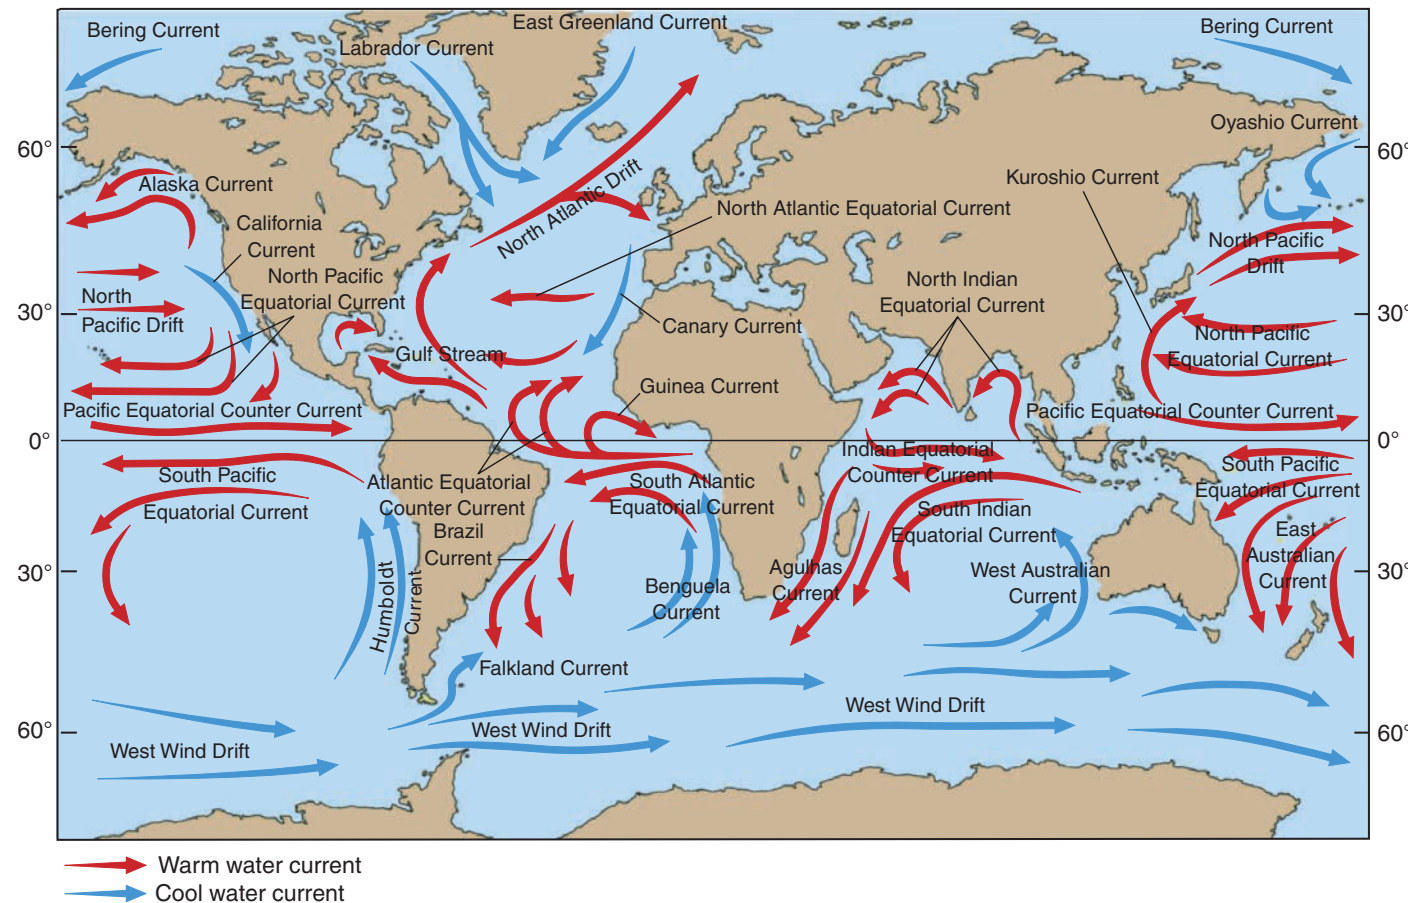 Bering Current
East Greenland Current
Bering Current
Labrador Current
Oyashio Current
60°
60°
Alaska Current
Kuroshio Current
North Atlantic Drift
North Atlantic Equatorial Current
California
Current
North Pacific
Drift
North Pacific
Equatorial Current
North Indian
Equatorial Current
North
Pacific Drift
30°
30°
Canary Current
North Pacific
Equatorial Current
Gulf Stream
Guinea Current
Pacific Equatorial Counter Current
Pacific Equatorial Counter Current
0°
0°
Indian Equatorial
Counter Current
South Pacific
Equatorial Current
South Pacific
Equatorial Current
Atlantic Equatorial
Counter Current
South Atlantic
Equatorial Current
South Indian
Equatorial Current
Brazil
Current
East
Australian
Current
30°
30°
Agulhas
Current
West Australian
Current
Benguela
Current
Humboldt
Current
Falkland Current
West Wind Drift
60°
60°
West Wind Drift
West Wind Drift
Warm water current
Cool water current